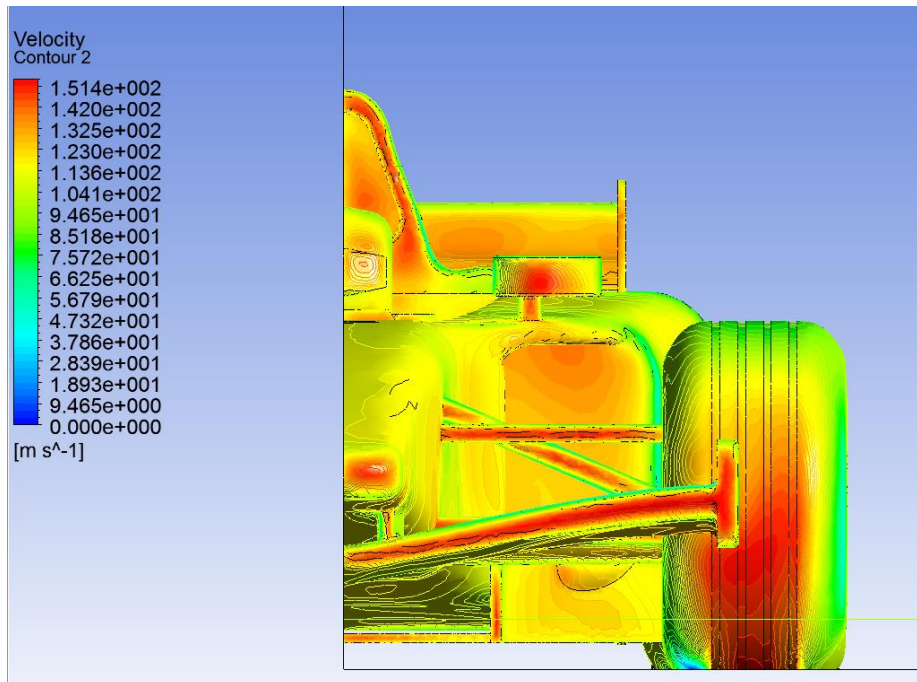 Velocity
Contour 2
1.514e+002
1.420e+002
1.325e+002
1.230e+002
1.136e+002
1.041e+002
9.465e+001
8.518e+001
7.572e+001
6.625e+001
5.679e+001
4.732e+001
3.786e+001
2.839e+001
1.893e+001
9.465e+000
0.000e+000
[m s^-1]